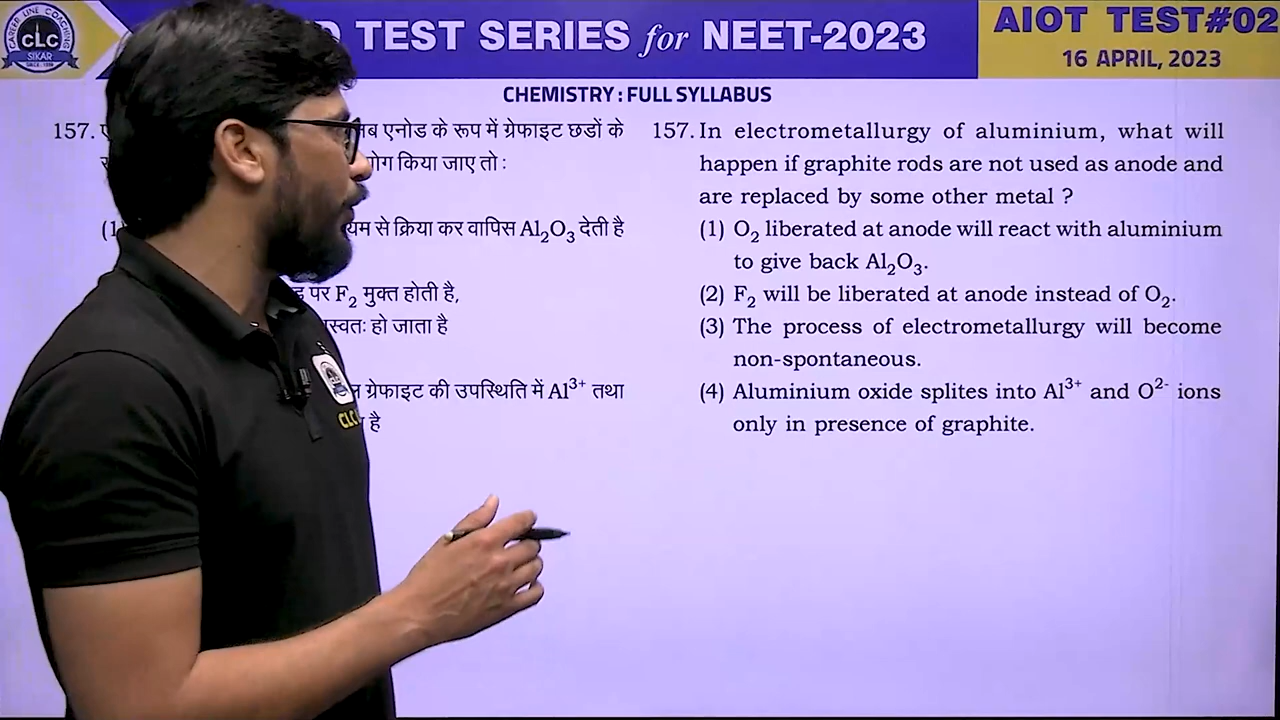 CAREER LINE COACHING
CLC
SIKAR
TEST SERIES for NEET-2023
AIOT TEST#02
16 APRIL, 2023
CHEMISTRY : FULL SYLLABUS
157.
एनोड के रूप में ग्रेफाइट छडों के
किया जाए तो :
(1)
से क्रिया कर वापिस Al₂O₃ देती है
पर F₂ मुक्त होती है,
हो जाता है
ग्रेफाइट की उपस्थिति में Al³⁺ तथा
है
157. In electrometallurgy of aluminium, what will
happen if graphite rods are not used as anode and
are replaced by some other metal ?
(1) O₂ liberated at anode will react with aluminium
to give back Al₂O₃.
(2) F₂ will be liberated at anode instead of O₂.
(3) The process of electrometallurgy will become
non-spontaneous.
(4) Aluminium oxide splites into Al³⁺ and O²⁻ ions
only in presence of graphite.
CLC